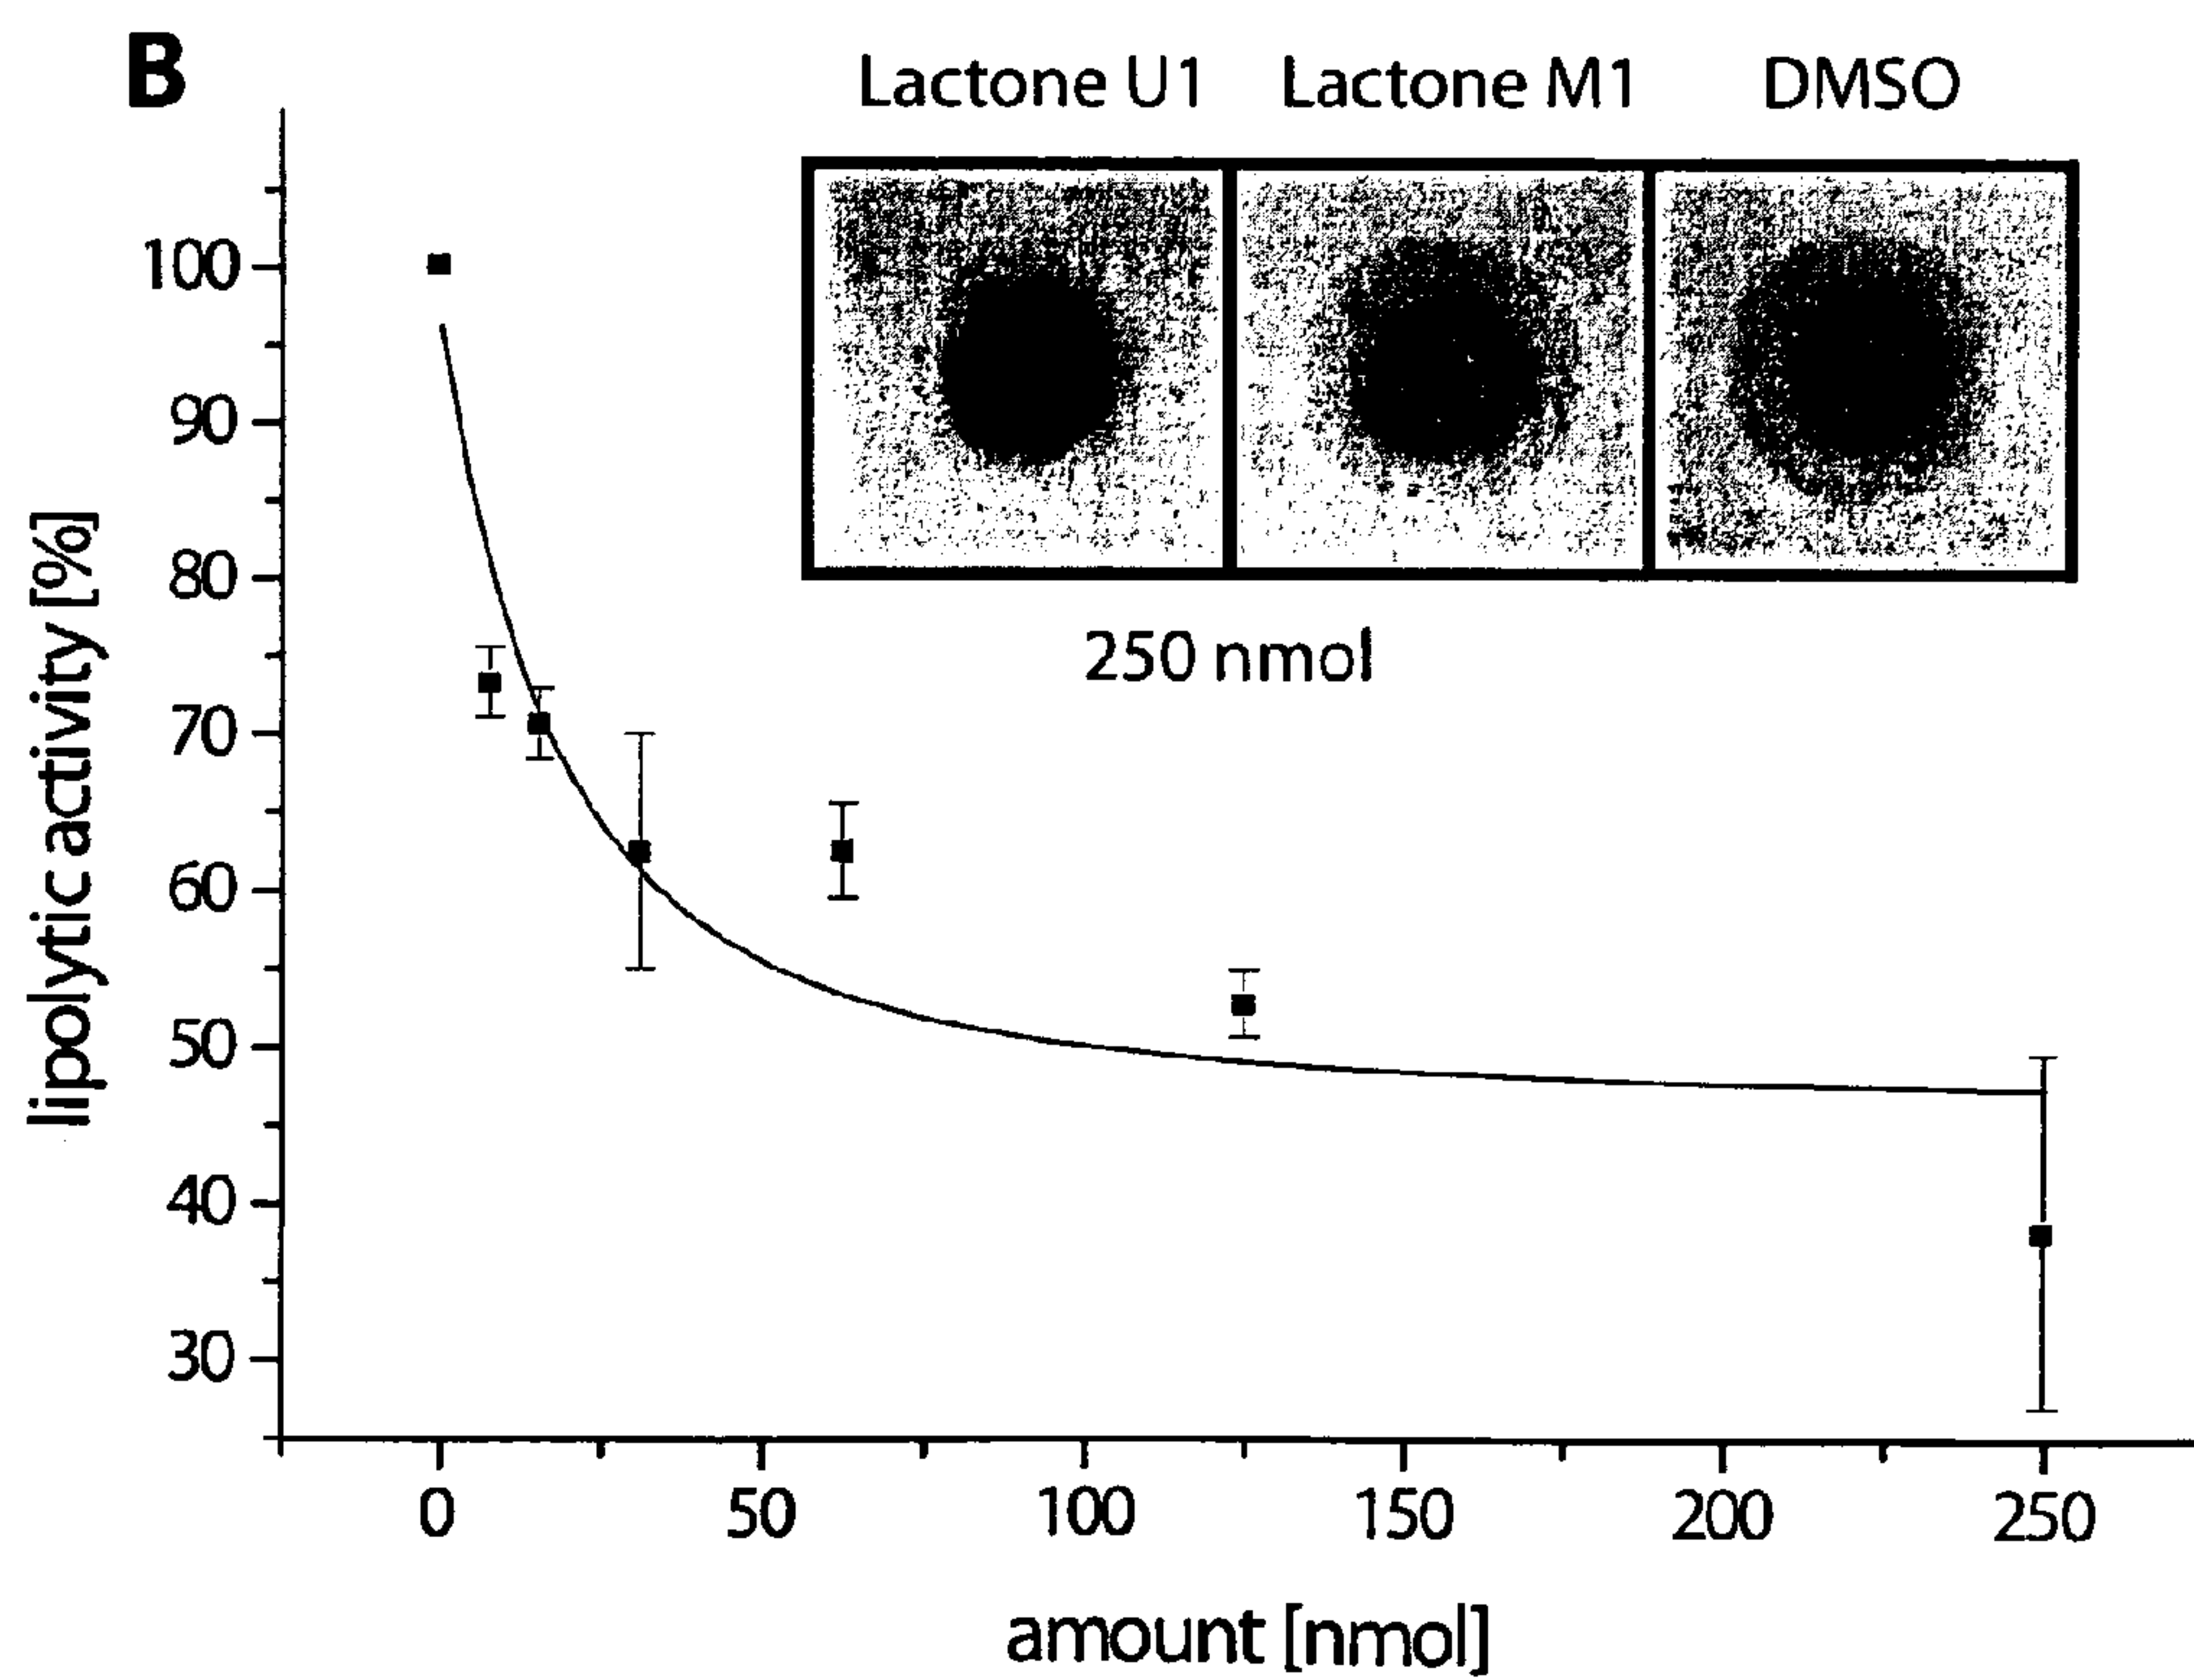 B
Lactone U1 Lactone M1 DMSO
250 nmol
lipolytic activity [%]
100
90
80
70
60
50
40
30
0 50 100 150 200 250
amount [nmol]